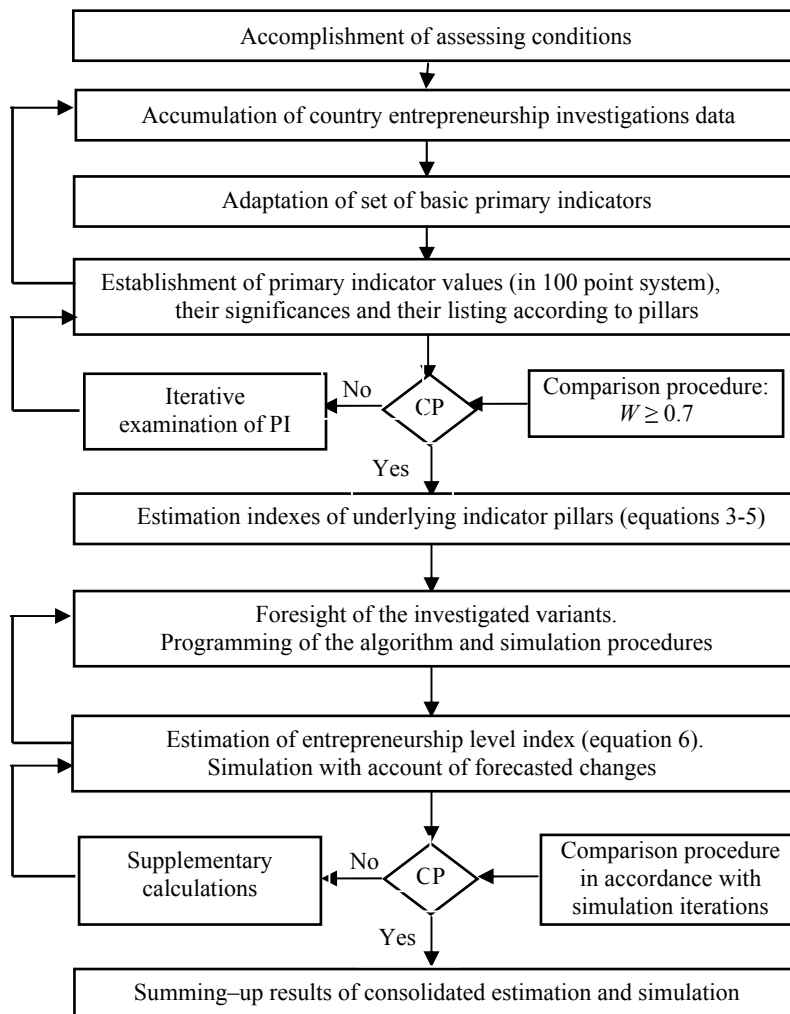 Accomplishment of assessing conditions
Accumulation of country entrepreneurship investigations data
Adaptation of set of basic primary indicators
Establishment of primary indicator values (in 100 point system),
their significances and their listing according to pillars
Iterative
examination of PI
No
CP
Comparison procedure:
W ≥ 0.7
Yes
Estimation indexes of underlying indicator pillars (equations 3-5)
Foresight of the investigated variants.
Programming of the algorithm and simulation procedures
Estimation of entrepreneurship level index (equation 6).
Simulation with account of forecasted changes
Supplementary
calculations
No
CP
Comparison procedure
in accordance with
simulation iterations
Yes
Summing–up results of consolidated estimation and simulation